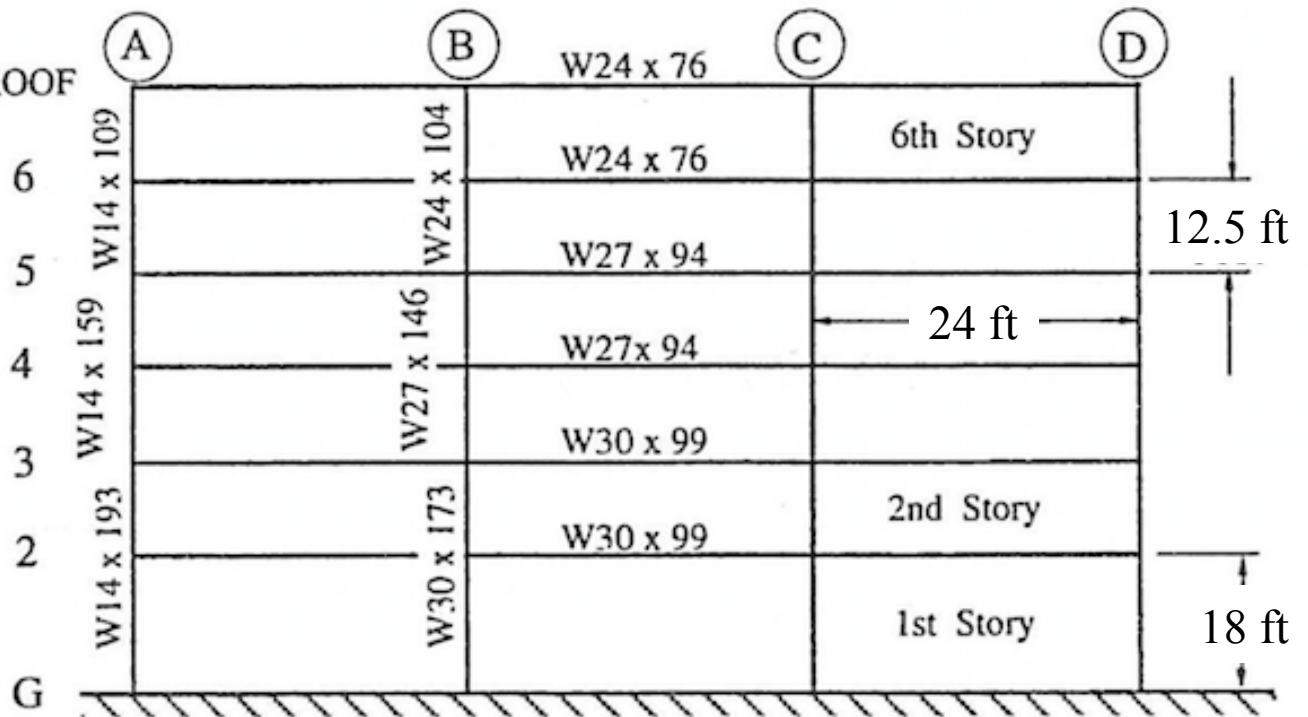 A B C D
OOF
W24 x 76
W14 x 109
W24 x 104
6th Story
6
W24 x 76
12.5 ft
5
W27 x 94
W14 x 159
W27 x 146
24 ft
4
W27x 94
3
W30 x 99
W14 x 193
W30 x 173
2nd Story
2
W30 x 99
1st Story
18 ft
G